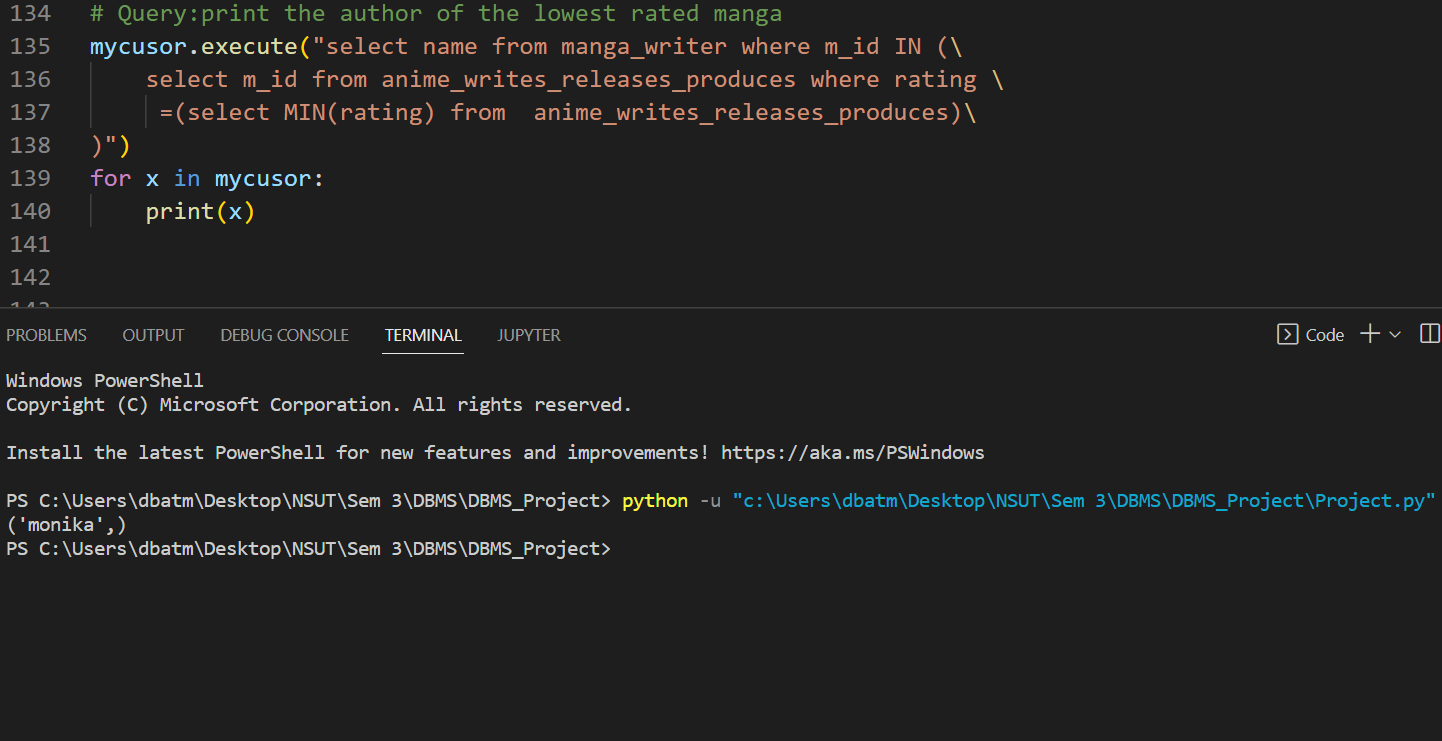 134 # Query:print the author of the lowest rated manga
135 mycusor.execute("select name from manga_writer where m_id IN (\
136     select m_id from anime_writes_releases_produces where rating \
137      =(select MIN(rating) from  anime_writes_releases_produces)\
138 )")
139 for x in mycusor:
140     print(x)
141
142
143
PROBLEMS OUTPUT DEBUG CONSOLE TERMINAL JUPYTER Code
Windows PowerShell
Copyright (C) Microsoft Corporation. All rights reserved.
Install the latest PowerShell for new features and improvements! https://aka.ms/PSWindows
PS C:\Users\dbatm\Desktop\NSUT\Sem 3\DBMS\DBMS_Project> python -u "c:\Users\dbatm\Desktop\NSUT\Sem 3\DBMS\DBMS_Project\Project.py"
('monika',)
PS C:\Users\dbatm\Desktop\NSUT\Sem 3\DBMS\DBMS_Project>